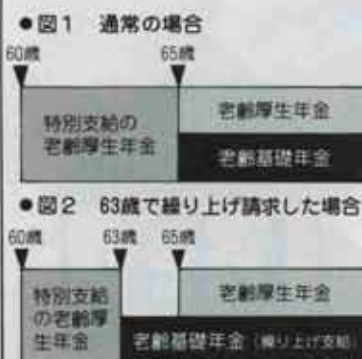 ●図1 通常の場合
60歳 65歳
特別支給の
老齢厚生年金
老齢厚生年金
老齢基礎年金
●図2 63歳で繰り上げ請求した場合
60歳 63歳 65歳
特別支給
の老齢厚
生年金
老齢厚生年金
老齢基礎年金（繰り上げ支給